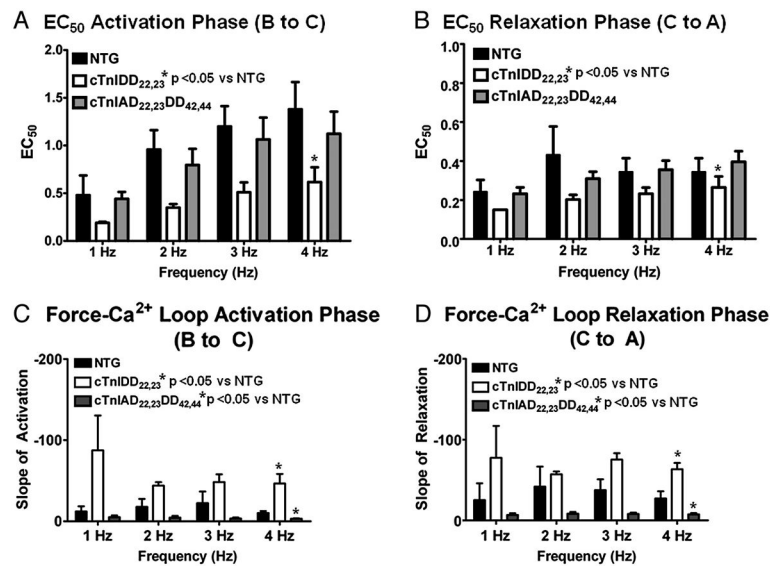 A EC50 Activation Phase (B to C)
NTG
cTnIDD22,23* p <0.05 vs NTG
cTnIAD22,23DD42,44
EC50
2.0
1.5
1.0
0.5
0.0
*
1 Hz 2 Hz 3 Hz 4 Hz
Frequency (Hz)
B EC50 Relaxation Phase (C to A)
NTG
cTnIDD22,23* p <0.05 vs NTG
cTnIAD22,23DD42,44
EC50
1.0
0.8
0.6
0.4
0.2
0.0
*
1 Hz 2 Hz 3 Hz 4 Hz
Frequency (Hz)
C Force-Ca2+ Loop Activation Phase
(B to C)
NTG
cTnIDD22,23* p <0.05 vs NTG
cTnIAD22,23DD42,44*p <0.05 vs NTG
Slope of Activation
-200
-100
0
*
*
1 Hz 2 Hz 3 Hz 4 Hz
Frequency (Hz)
D Force-Ca2+ Loop Relaxation Phase
(C to A)
NTG
cTnIDD22,23* p <0.05 vs NTG
cTnIAD22,23DD42,44* p <0.05 vs NTG
Slope of Relaxation
-200
-100
0
*
*
1 Hz 2 Hz 3 Hz 4 Hz
Frequency (Hz)